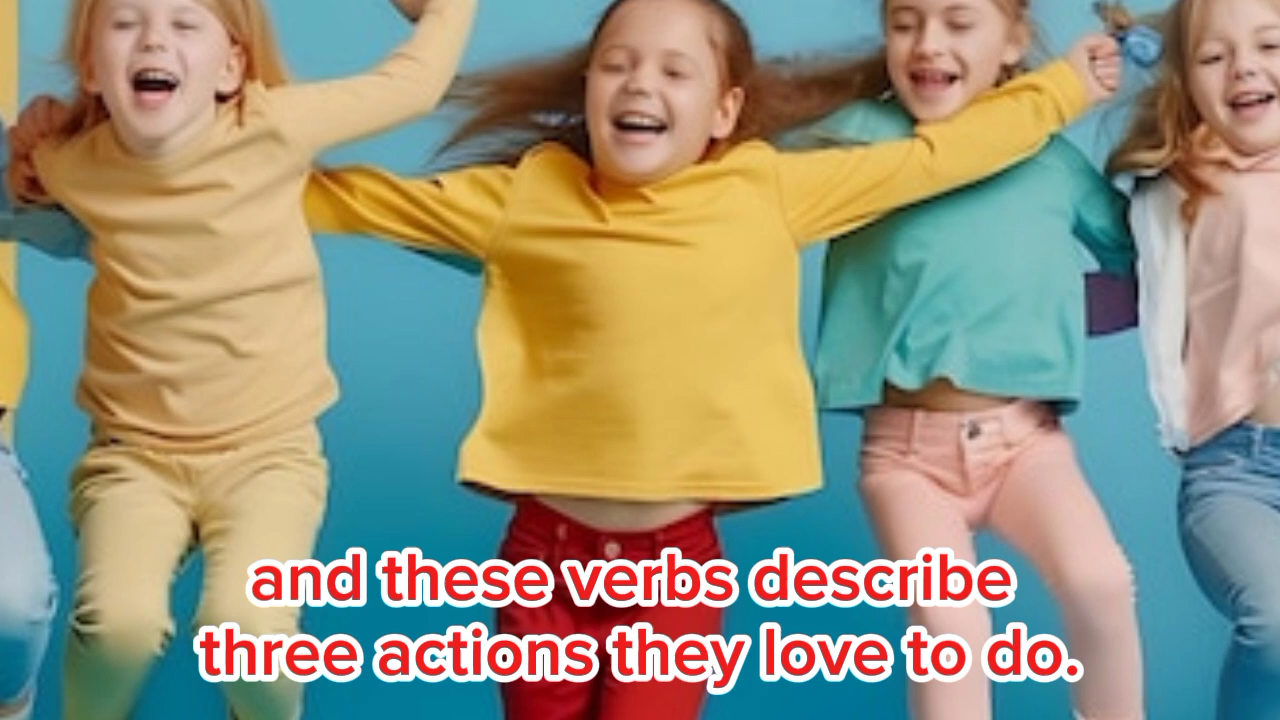 and these verbs describe
three actions they love to do.